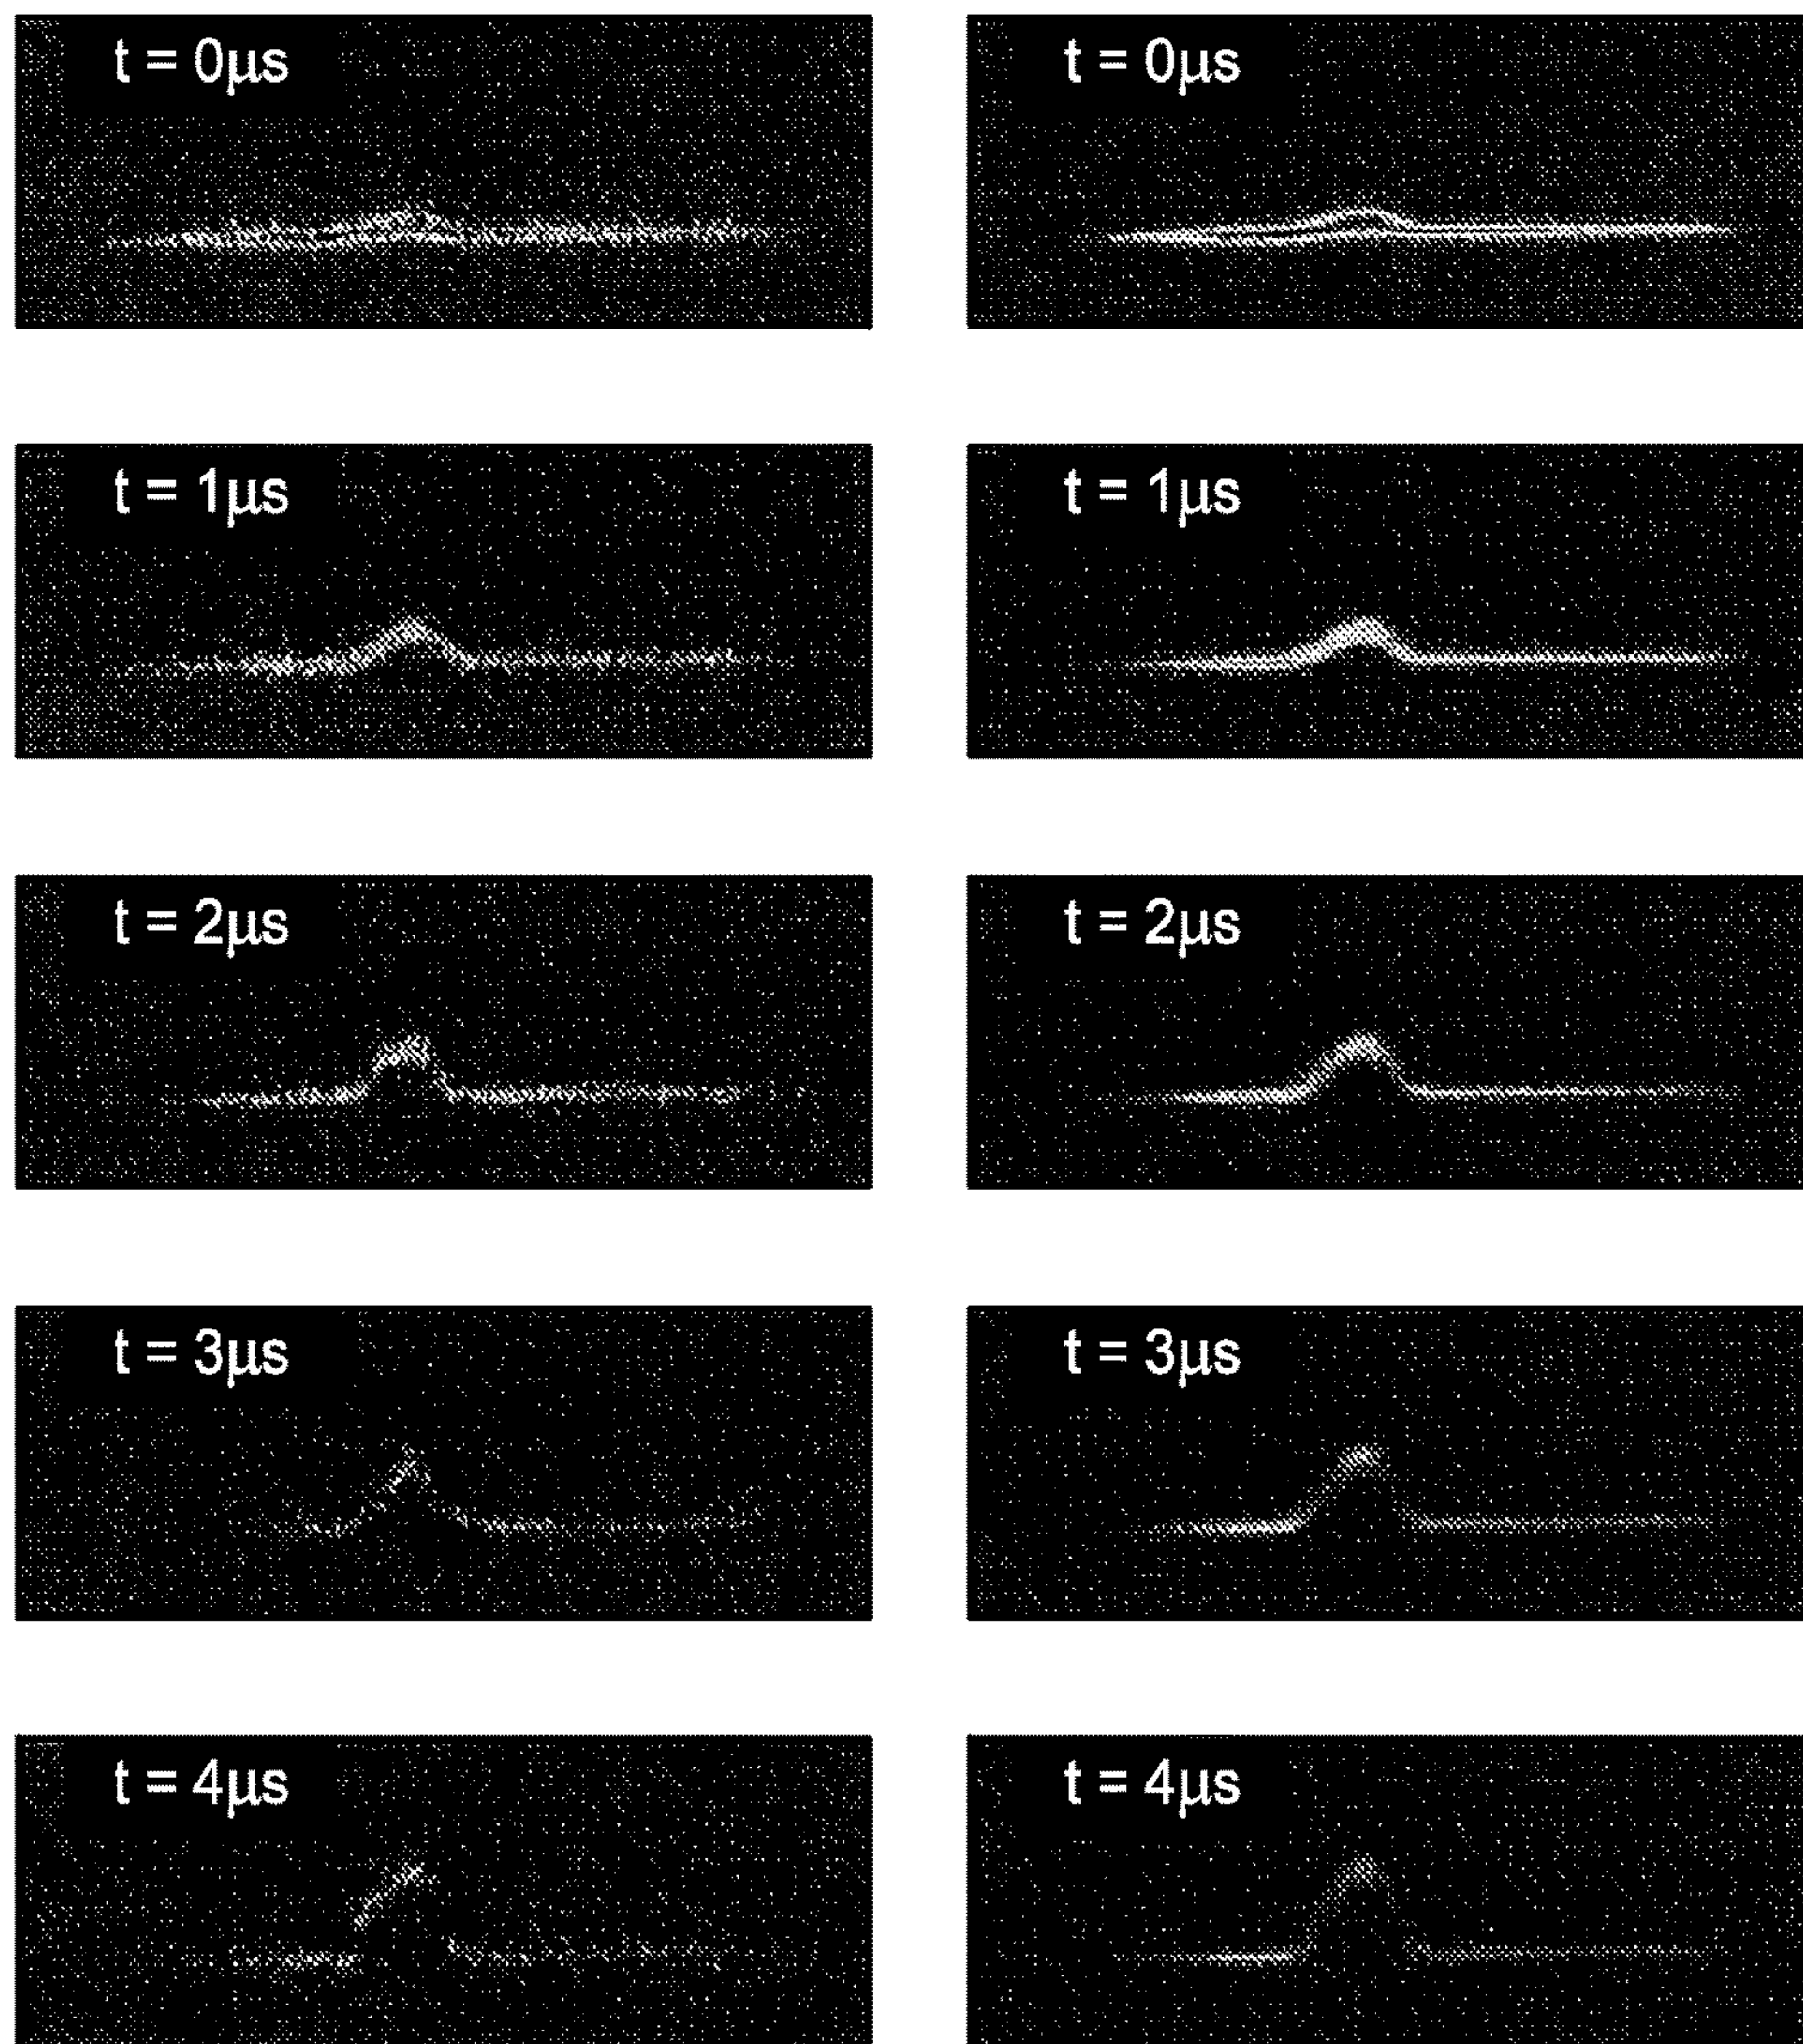 t = 0μs
t = 0μs
t = 1μs
t = 1μs
t = 2μs
t = 2μs
t = 3μs
t = 3μs
t = 4μs
t = 4μs